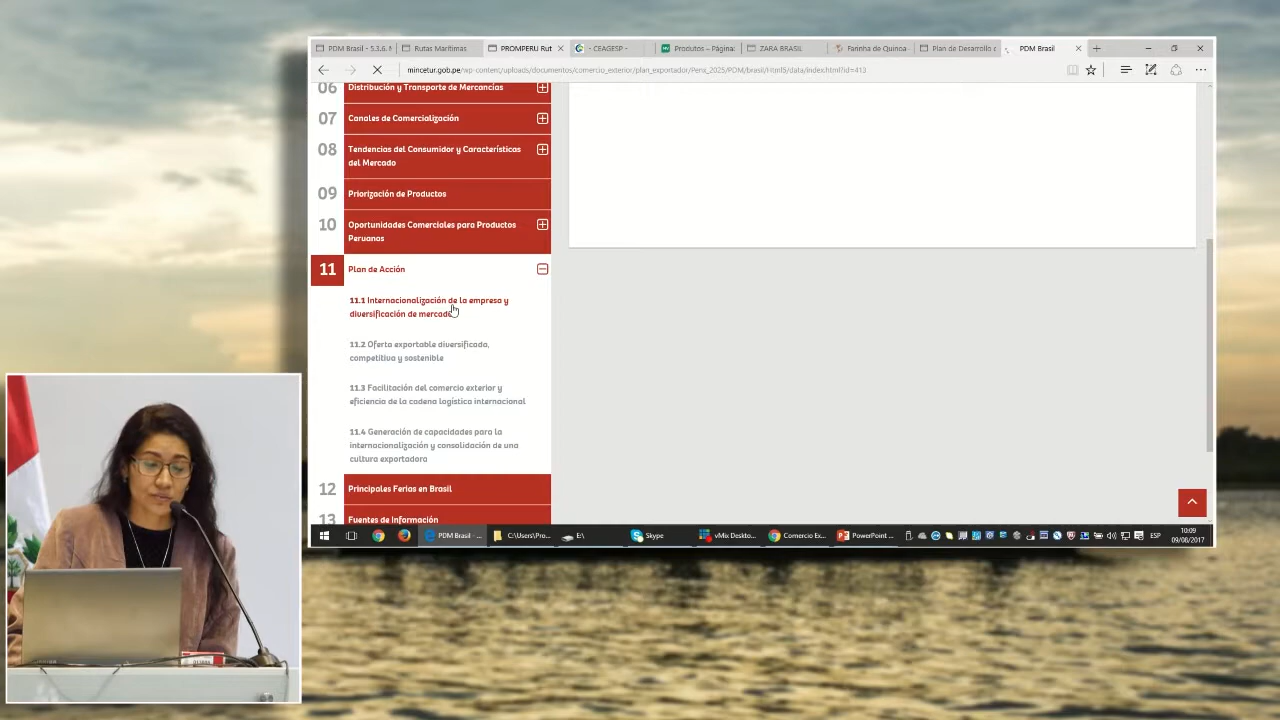 PDM Brasil - 5.3.6. Rutas Marítimas PROMPERU Rut - CEAGESP - Produtos – Página: ZARA BRASIL Farinha de Quinoa Plan de Desarrollo PDM Brasil
mincetur.gob.pe/wp-content/uploads/documentos/comercio_exterior/plan_exportador/Penx_2025/PDM/brasil/Html5/data/index.html?id=413
06 Distribución y Transporte de Mercancías
07 Canales de Comercialización
08 Tendencias del Consumidor y Características
del Mercado
09 Priorización de Productos
10 Oportunidades Comerciales para Productos
Peruanos
11 Plan de Acción
11.1 Internacionalización de la empresa y
diversificación de mercado
11.2 Oferta exportable diversificada,
competitiva y sostenible
11.3 Facilitación del comercio exterior y
eficiencia de la cadena logística internacional
11.4 Generación de capacidades para la
internacionalización y consolidación de una
cultura exportadora
12 Principales Ferias en Brasil
13 Fuentes de Información
PDM Brasil - ... C:\Users\Pro... E:\ Skype vMix Deskto... Comercio Ex... PowerPoint ... ESP 10:09
09/08/2017